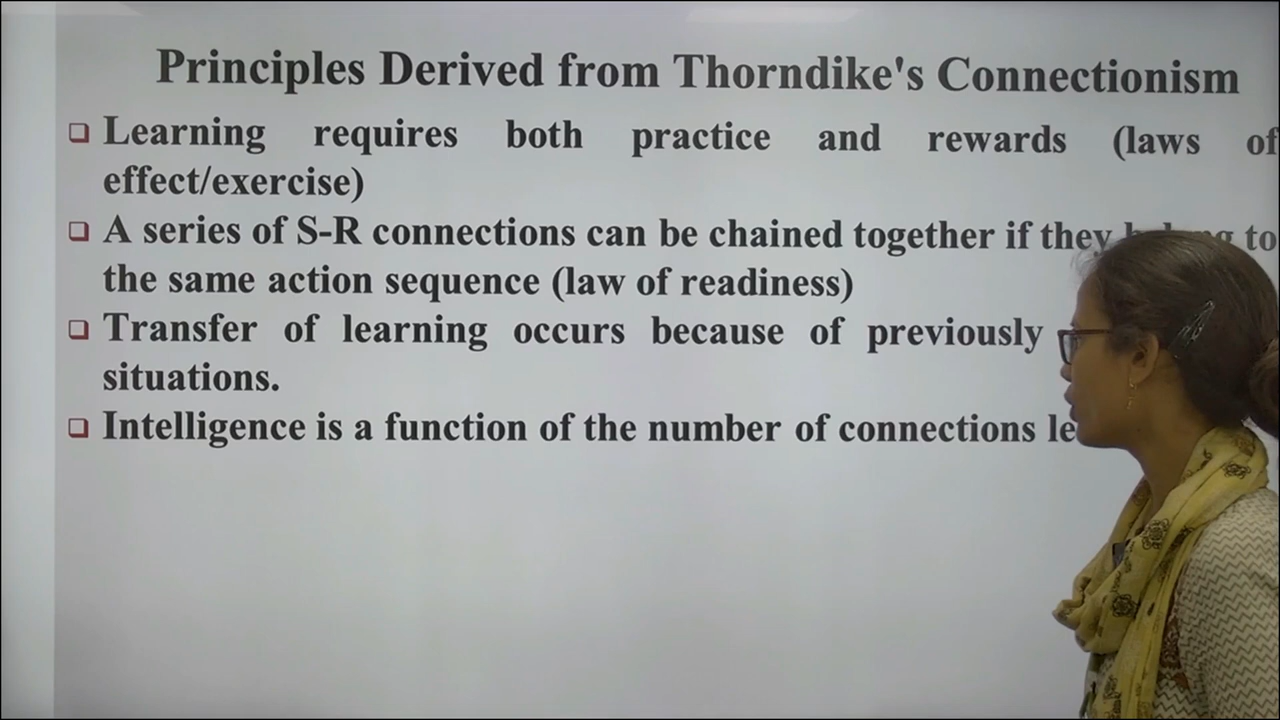 Principles Derived from Thorndike's Connectionism
❑ Learning requires both practice and rewards (laws of
effect/exercise)
❑ A series of S-R connections can be chained together if they to
the same action sequence (law of readiness)
❑ Transfer of learning occurs because of previously
situations.
❑ Intelligence is a function of the number of connections